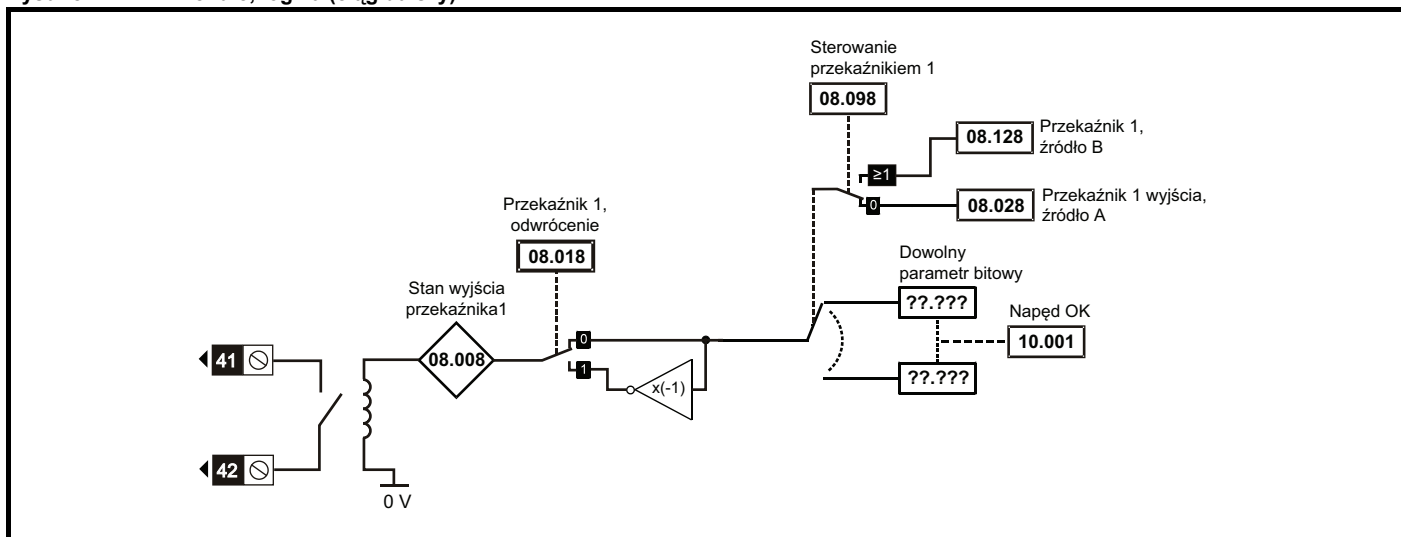 Sterowanie
przekaźnikiem 1
08.098
08.128
Przekaźnik 1,
źródło B
≥1
0
08.028
Przekaźnik 1 wyjścia,
źródło A
Przekaźnik 1,
odwrócenie
08.018
Dowolny
parametr bitowy
??.???
Napęd OK
10.001
??.???
Stan wyjścia
przekaźnika1
08.008
0
1
x(-1)
41
42
0 V